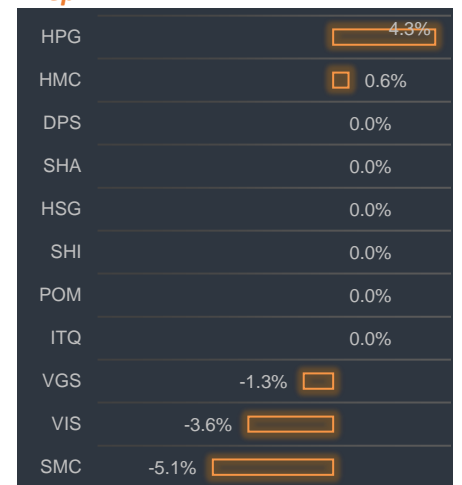 HPG 4.3%
HMC 0.6%
DPS 0.0%
SHA 0.0%
HSG 0.0%
SHI 0.0%
POM 0.0%
ITQ 0.0%
VGS -1.3%
VIS -3.6%
SMC -5.1%